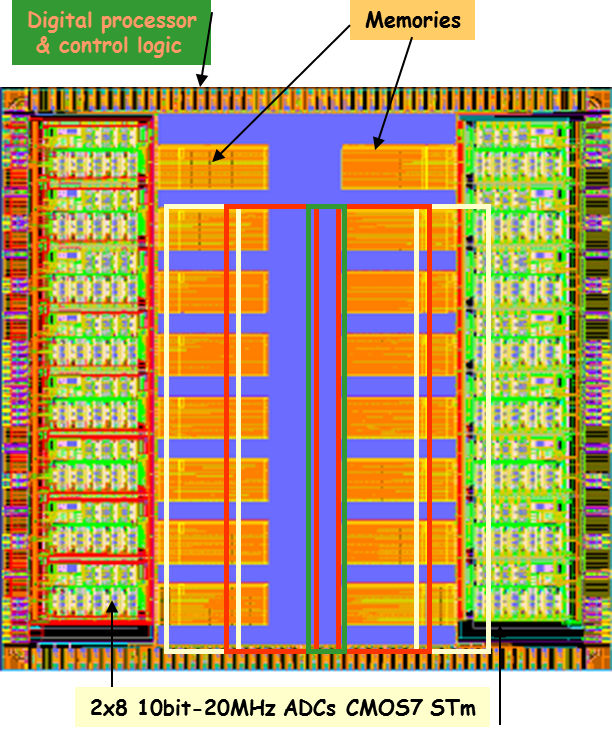 Digital processor
& control logic
Memories
2x8 10bit-20MHz ADCs CMOS7 STm